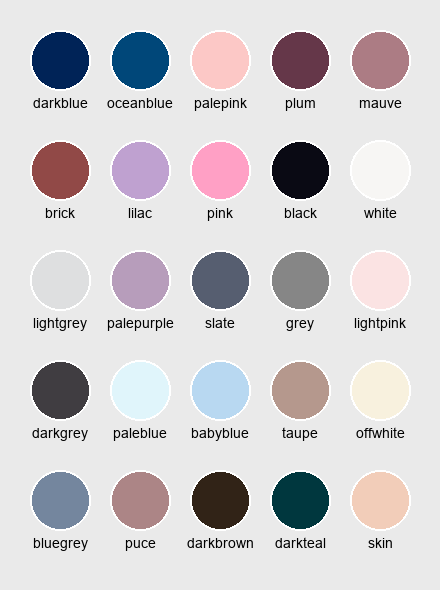 darkblue oceanblue palepink plum mauve
brick lilac pink black white
lightgrey palepurple slate grey lightpink
darkgrey paleblue babyblue taupe offwhite
bluegrey puce darkbrown darkteal skin